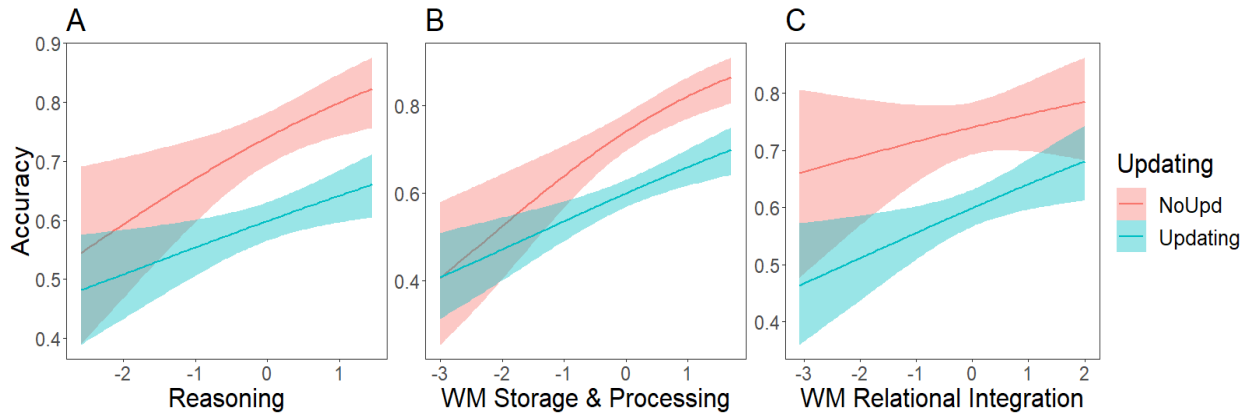 A
B
C
Accuracy
0.9
0.8
0.7
0.6
0.5
0.4
-2
-1
0
1
Reasoning
0.8
0.6
0.4
-3
-2
-1
0
1
WM Storage & Processing
0.8
0.7
0.6
0.5
0.4
-3
-2
-1
0
1
2
WM Relational Integration
Updating
NoUpd
Updating